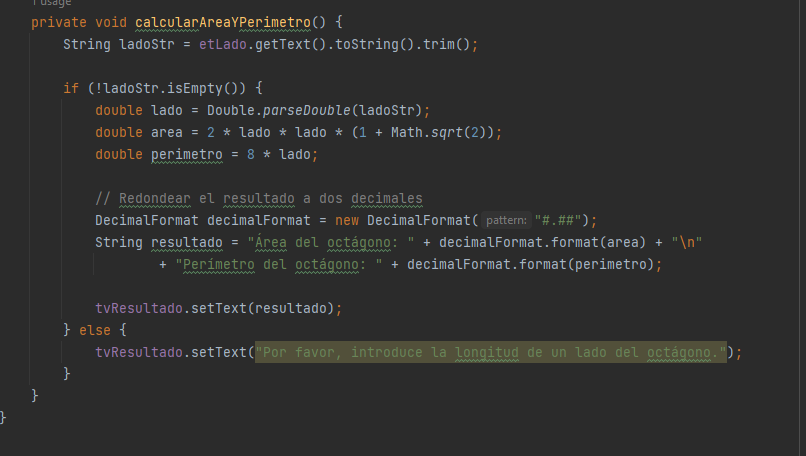 1 usage
private void calcularAreaYPerimetro() {
String ladoStr = etLado.getText().toString().trim();
if (!ladoStr.isEmpty()) {
double lado = Double.parseDouble(ladoStr);
double area = 2 * lado * lado * (1 + Math.sqrt(2));
double perimetro = 8 * lado;
// Redondear el resultado a dos decimales
DecimalFormat decimalFormat = new DecimalFormat( pattern: "#.##");
String resultado = "Área del octágono: " + decimalFormat.format(area) + "\n"
+ "Perímetro del octágono: " + decimalFormat.format(perimetro);
tvResultado.setText(resultado);
} else {
tvResultado.setText("Por favor, introduce la longitud de un lado del octágono.");
}
}
}